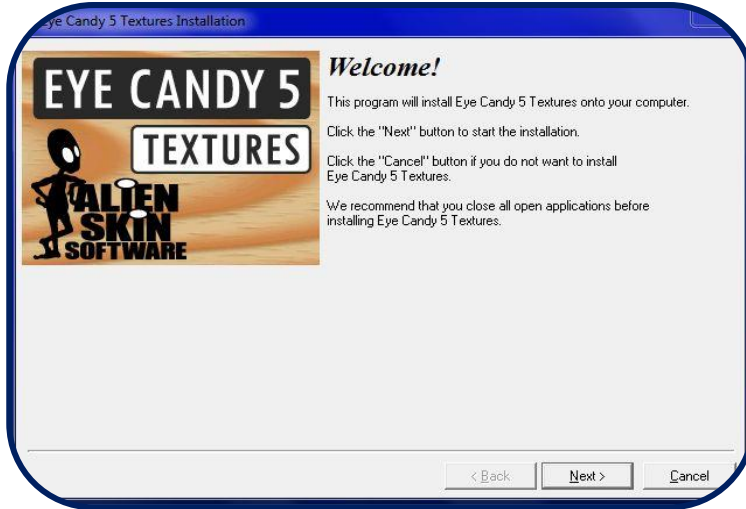 Eye Candy 5 Textures Installation
EYE CANDY 5
TEXTURES
ALIEN
SKIN
SOFTWARE
Welcome!
This program will install Eye Candy 5 Textures onto your computer.
Click the "Next" button to start the installation.
Click the "Cancel" button if you do not want to install
Eye Candy 5 Textures.
We recommend that you close all open applications before
installing Eye Candy 5 Textures.
< Back
Next >
Cancel